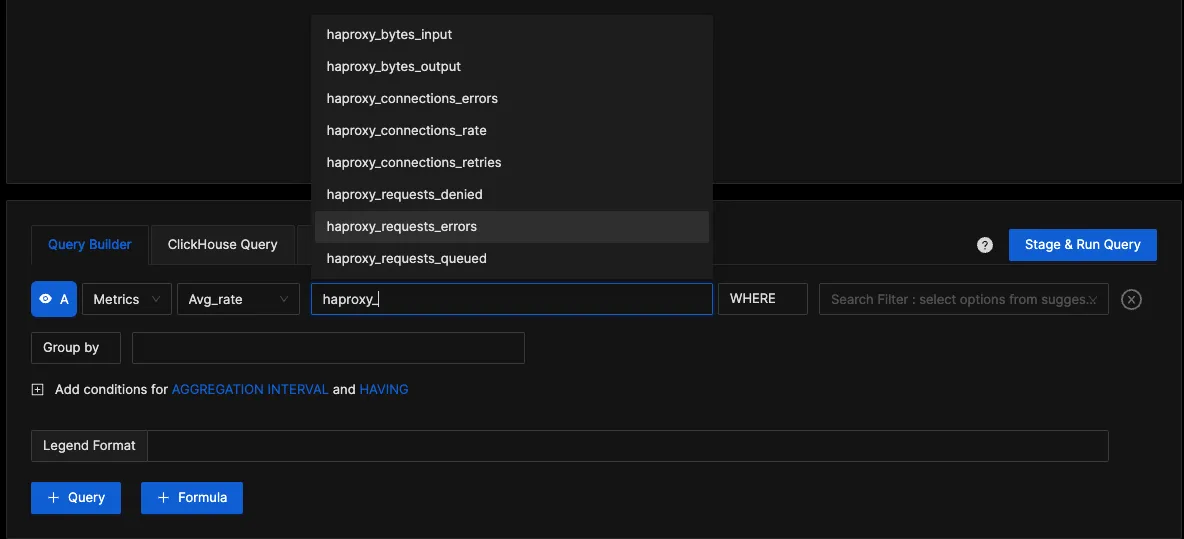 haproxy_bytes_input
haproxy_bytes_output
haproxy_connections_errors
haproxy_connections_rate
haproxy_connections_retries
haproxy_requests_denied
haproxy_requests_errors
haproxy_requests_queued
Query Builder ClickHouse Query ? Stage & Run Query
A Metrics Avg_rate haproxy_ WHERE Search Filter : select options from sugges...
Group by
Add conditions for AGGREGATION INTERVAL and HAVING
Legend Format
+ Query + Formula